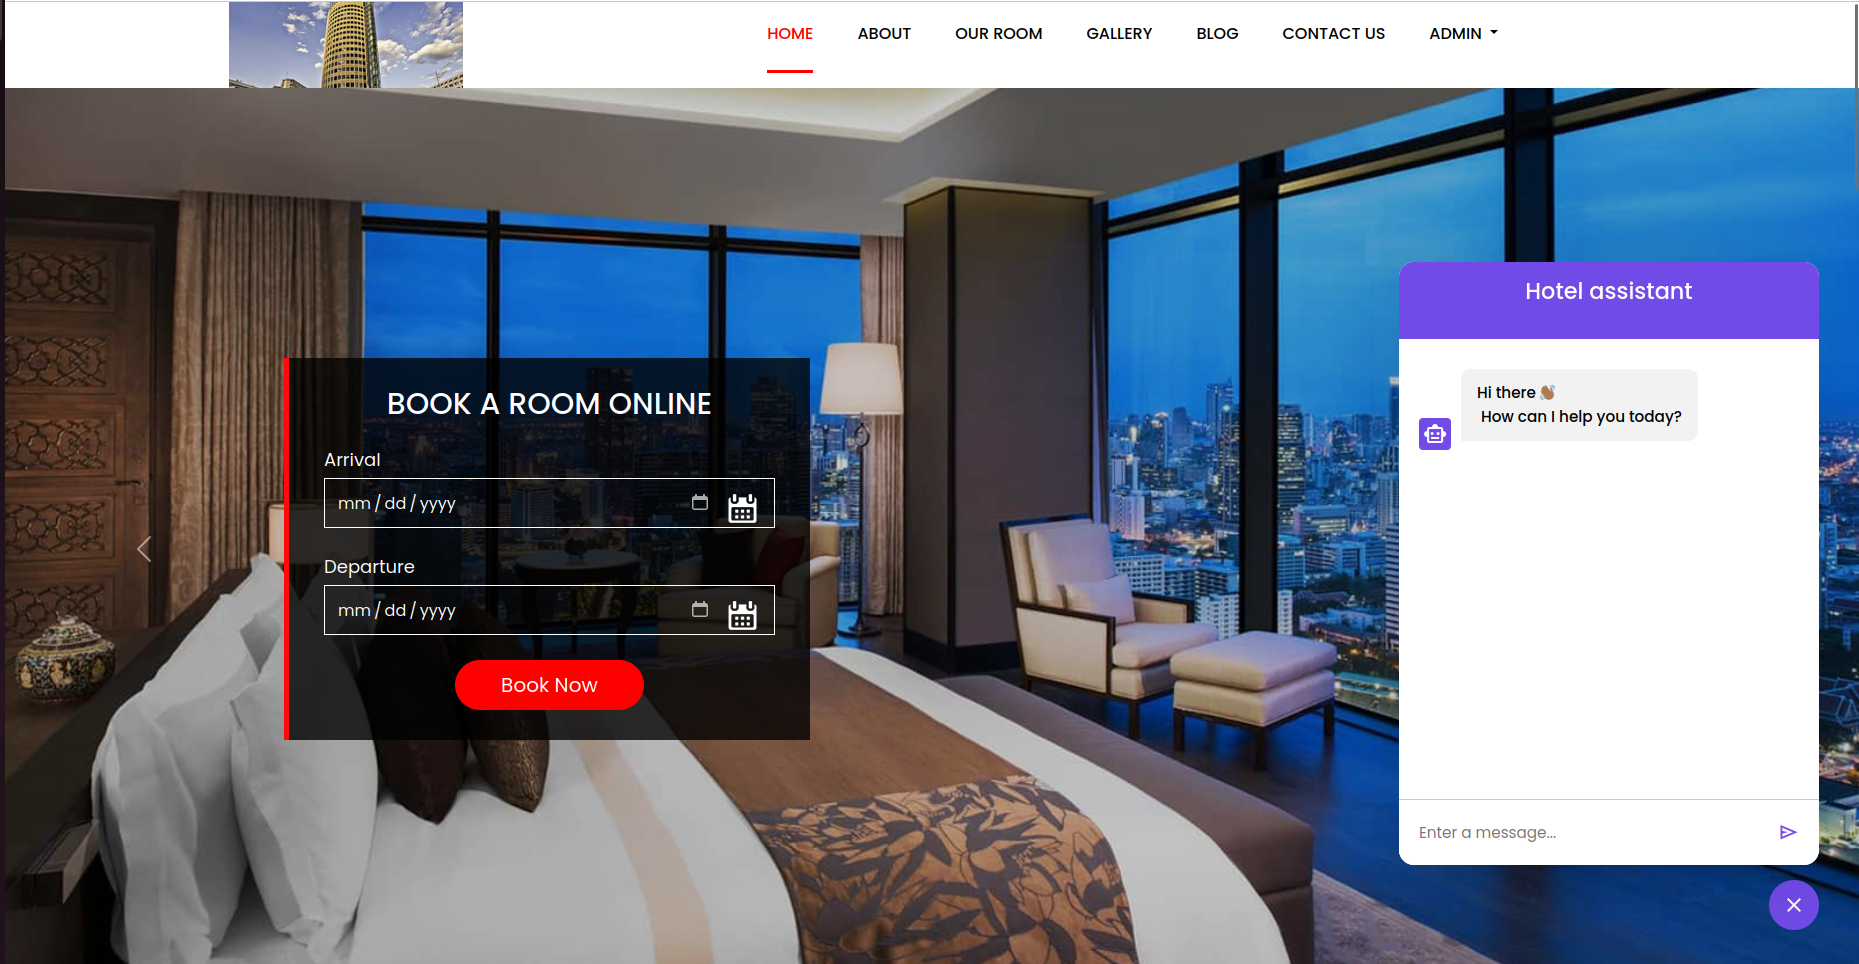 HOME ABOUT OUR ROOM GALLERY BLOG CONTACT US ADMIN
BOOK A ROOM ONLINE
Arrival
mm / dd / yyyy
Departure
mm / dd / yyyy
Book Now
Hotel assistant
Hi there 👋🏽
How can I help you today?
Enter a message...